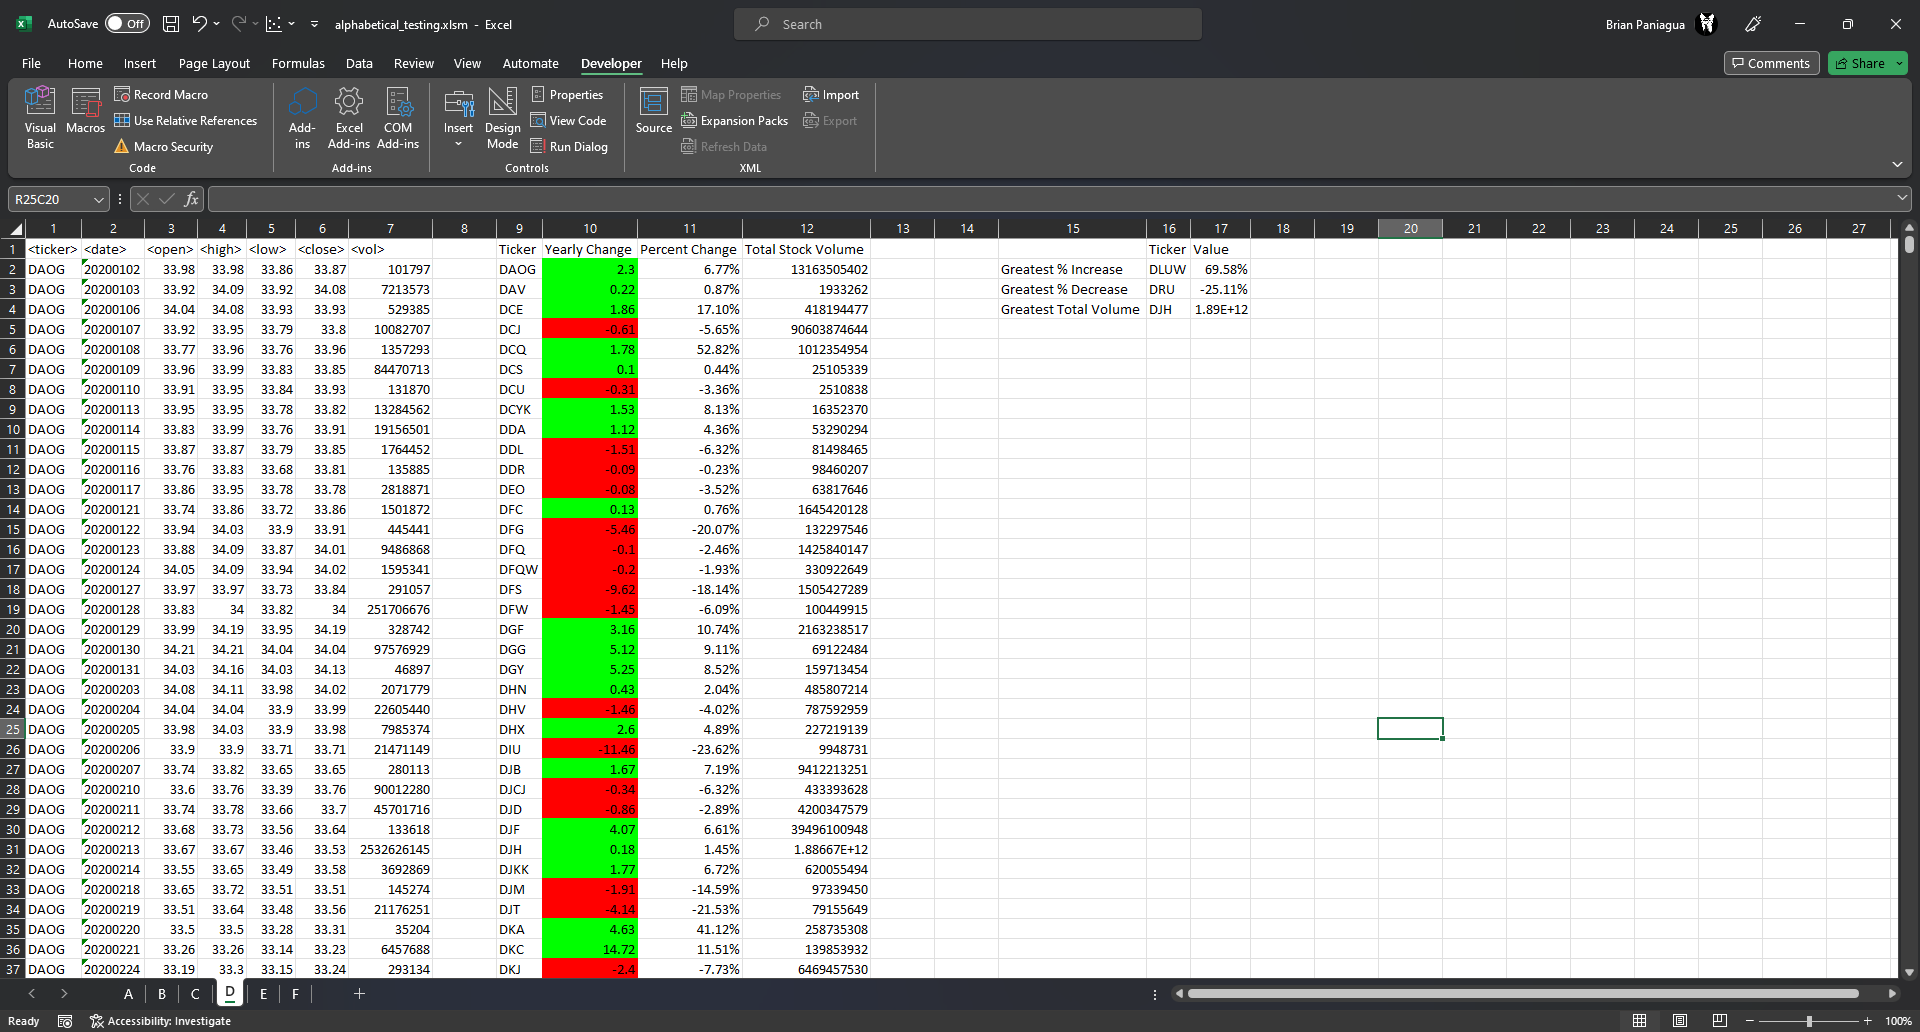 AutoSave Off alphabetical_testing.xlsm - Excel Search Brian Paniagua
File Home Insert Page Layout Formulas Data Review View Automate Developer Help Comments Share
Visual Basic Macros Record Macro Use Relative References Macro Security Code
Add-ins Excel Add-ins COM Add-ins Add-ins
Insert Design Mode Properties View Code Run Dialog Controls
Source Map Properties Expansion Packs Refresh Data Import Export XML
R25C20 fx
1 2 3 4 5 6 7 8 9 10 11 12 13 14 15 16 17 18 19 20 21 22 23 24 25 26 27
1 <ticker> <date> <open> <high> <low> <close> <vol> Ticker Yearly Change Percent Change Total Stock Volume Ticker Value
2 DAOG 20200102 33.98 33.98 33.86 33.87 101797 DAOG 2.3 6.77% 13163505402 Greatest % Increase DLUW 69.58%
3 DAOG 20200103 33.92 34.09 33.92 34.08 7213573 DAV 0.22 0.87% 1933262 Greatest % Decrease DRU -25.11%
4 DAOG 20200106 34.04 34.08 33.93 33.93 529385 DCE 1.86 17.10% 418194477 Greatest Total Volume DJH 1.89E+12
5 DAOG 20200107 33.92 33.95 33.79 33.8 10082707 DCJ -0.61 -5.65% 90603874644
6 DAOG 20200108 33.77 33.96 33.76 33.96 1357293 DCQ 1.78 52.82% 1012354954
7 DAOG 20200109 33.96 33.99 33.83 33.85 84470713 DCS 0.1 0.44% 25105339
8 DAOG 20200110 33.91 33.95 33.84 33.93 131870 DCU -0.31 -3.36% 2510838
9 DAOG 20200113 33.95 33.95 33.78 33.82 13284562 DCYK 1.53 8.13% 16352370
10 DAOG 20200114 33.83 33.99 33.76 33.91 19156501 DDA 1.12 4.36% 53290294
11 DAOG 20200115 33.87 33.87 33.79 33.85 1764452 DDL -1.51 -6.32% 81498465
12 DAOG 20200116 33.76 33.83 33.68 33.81 135885 DDR -0.09 -0.23% 98460207
13 DAOG 20200117 33.86 33.95 33.78 33.78 2818871 DEO -0.08 -3.52% 63817646
14 DAOG 20200121 33.74 33.86 33.72 33.86 1501872 DFC 0.13 0.76% 1645420128
15 DAOG 20200122 33.94 34.03 33.9 33.91 445441 DFG -5.46 -20.07% 132297546
16 DAOG 20200123 33.88 34.09 33.87 34.01 9486868 DFQ -0.1 -2.46% 1425840147
17 DAOG 20200124 34.05 34.09 33.94 34.02 1595341 DFQW -0.2 -1.93% 330922649
18 DAOG 20200127 33.97 33.97 33.73 33.84 291057 DFS -9.62 -18.14% 1505427289
19 DAOG 20200128 33.83 34 33.82 34 251706676 DFW -1.45 -6.09% 100449915
20 DAOG 20200129 33.99 34.19 33.95 34.19 328742 DGF 3.16 10.74% 2163238517
21 DAOG 20200130 34.21 34.21 34.04 34.04 97576929 DGG 5.12 9.11% 69122484
22 DAOG 20200131 34.03 34.16 34.03 34.13 46897 DGY 5.25 8.52% 159713454
23 DAOG 20200203 34.08 34.11 33.98 34.02 2071779 DHN 0.43 2.04% 485807214
24 DAOG 20200204 34.04 34.04 33.9 33.99 22605440 DHV -1.46 -4.02% 787592959
25 DAOG 20200205 33.98 34.03 33.9 33.98 7985374 DHX 2.6 4.89% 227219139
26 DAOG 20200206 33.9 33.9 33.71 33.71 21471149 DIU -11.46 -23.62% 9948731
27 DAOG 20200207 33.74 33.82 33.65 33.65 280113 DJB 1.67 7.19% 9412213251
28 DAOG 20200210 33.6 33.76 33.39 33.76 90012280 DJCJ -0.34 -6.32% 433393628
29 DAOG 20200211 33.74 33.78 33.66 33.7 45701716 DJD -0.86 -2.89% 4200347579
30 DAOG 20200212 33.68 33.73 33.56 33.64 133618 DJF 4.07 6.61% 39496100948
31 DAOG 20200213 33.67 33.67 33.46 33.53 2532626145 DJH 0.18 1.45% 1.88667E+12
32 DAOG 20200214 33.55 33.65 33.49 33.58 3692869 DJKK 1.77 6.72% 620055494
33 DAOG 20200218 33.65 33.72 33.51 33.51 145274 DJM -1.91 -14.59% 97339450
34 DAOG 20200219 33.51 33.64 33.48 33.56 21176251 DJT -4.14 -21.53% 79155649
35 DAOG 20200220 33.5 33.5 33.28 33.31 35204 DKA 4.63 41.12% 258735308
36 DAOG 20200221 33.26 33.26 33.14 33.23 6457688 DKC 14.72 11.51% 139853932
37 DAOG 20200224 33.19 33.3 33.15 33.24 293134 DKJ -2.4 -7.73% 6469457530
A B C D E F
Ready Accessibility: Investigate 100%